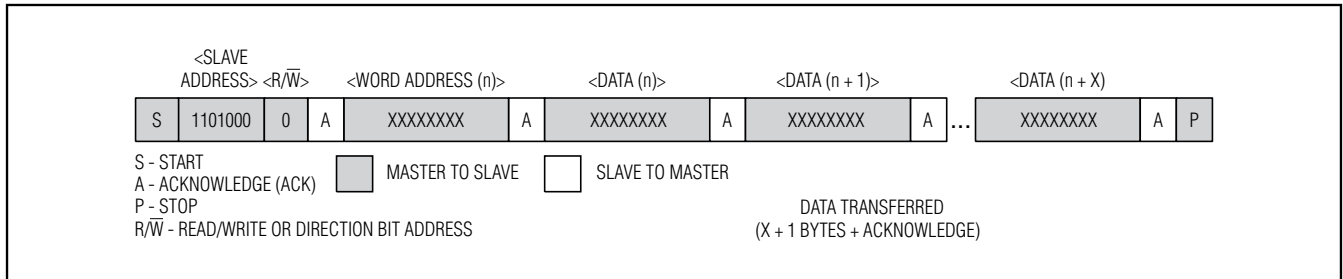 <SLAVE
ADDRESS> <R/W̅> <WORD ADDRESS (n)> <DATA (n)> <DATA (n + 1)> <DATA (n + X)
S 1101000 0 A XXXXXXXX A XXXXXXXX A XXXXXXXX A ... XXXXXXXX A P
S - START
A - ACKNOWLEDGE (ACK) MASTER TO SLAVE SLAVE TO MASTER
P - STOP DATA TRANSFERRED
R/W̅ - READ/WRITE OR DIRECTION BIT ADDRESS (X + 1 BYTES + ACKNOWLEDGE)